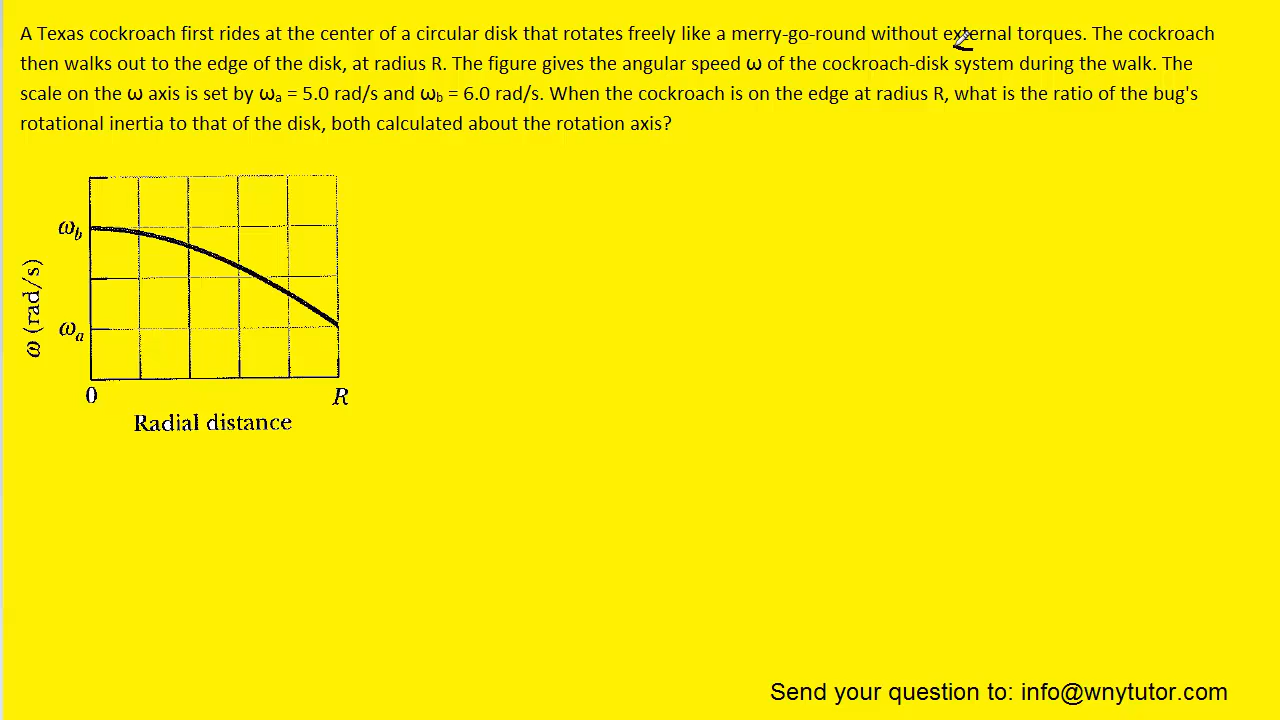 A Texas cockroach first rides at the center of a circular disk that rotates freely like a merry-go-round without external torques. The cockroach
then walks out to the edge of the disk, at radius R. The figure gives the angular speed ω of the cockroach-disk system during the walk. The
scale on the ω axis is set by ωₐ = 5.0 rad/s and ω_b = 6.0 rad/s. When the cockroach is on the edge at radius R, what is the ratio of the bug's
rotational inertia to that of the disk, both calculated about the rotation axis?
ω_b
ω (rad/s)
ωₐ
0 R
Radial distance
Send your question to: info@wnytutor.com